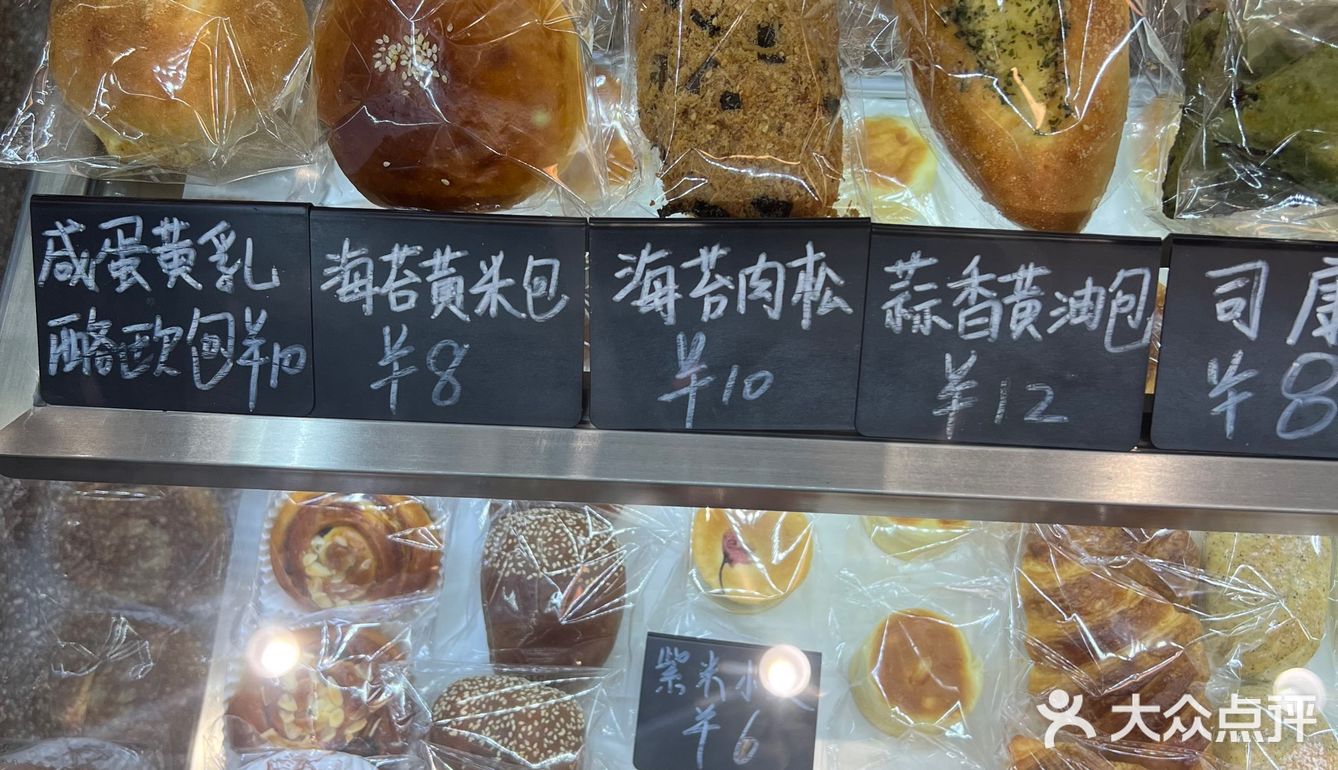 咸蛋黄乳
酪欧包¥10
海苔黄米包
¥8
海苔肉松
¥10
蒜香黄油包
¥12
司康
¥8
紫米小
¥6
大众点评